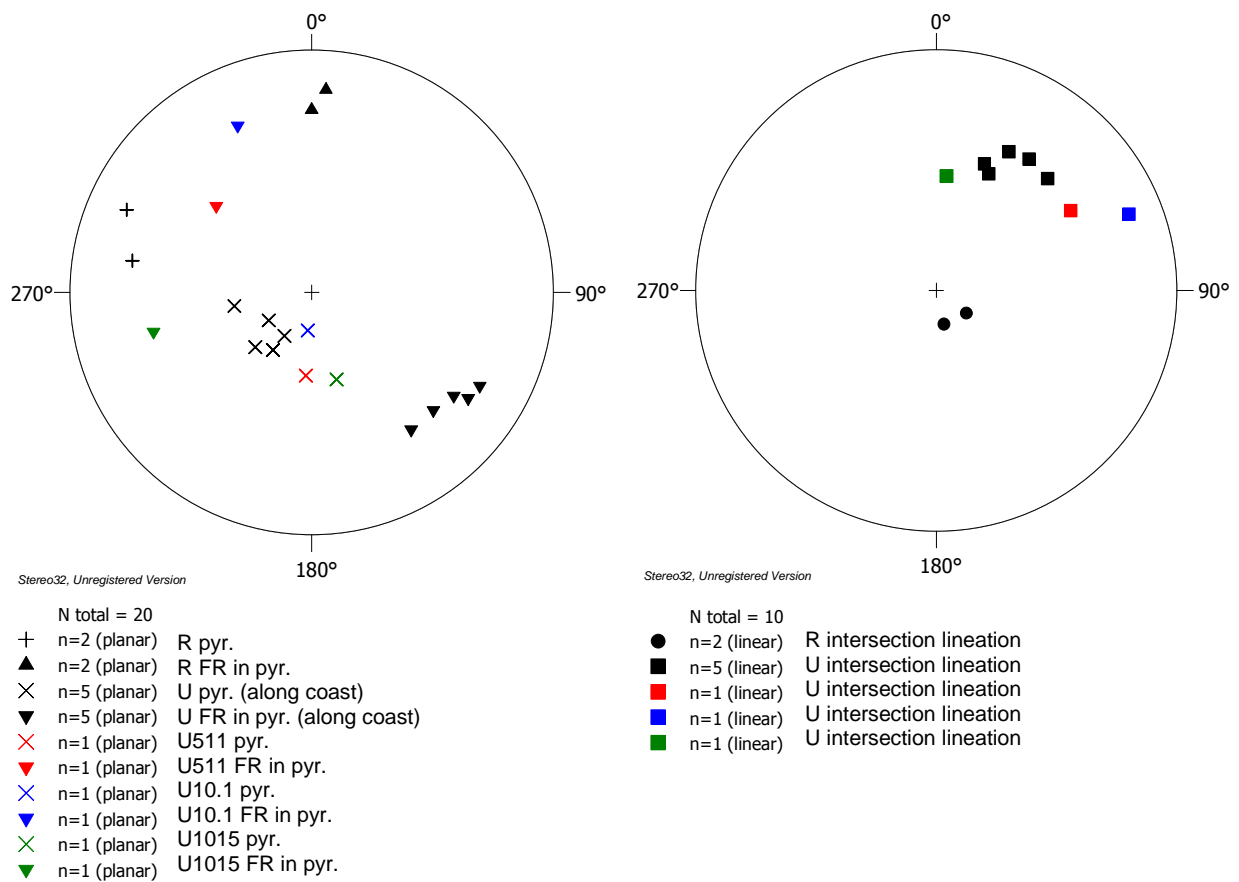 0°
270°
90°
180°
Stereo32, Unregistered Version
N total = 20
n=2 (planar) R pyr.
n=2 (planar) R FR in pyr.
n=5 (planar) U pyr. (along coast)
n=5 (planar) U FR in pyr. (along coast)
n=1 (planar) U511 pyr.
n=1 (planar) U511 FR in pyr.
n=1 (planar) U10.1 pyr.
n=1 (planar) U10.1 FR in pyr.
n=1 (planar) U1015 pyr.
n=1 (planar) U1015 FR in pyr.
0°
270°
90°
180°
Stereo32, Unregistered Version
N total = 10
n=2 (linear) R intersection lineation
n=5 (linear) U intersection lineation
n=1 (linear) U intersection lineation
n=1 (linear) U intersection lineation
n=1 (linear) U intersection lineation